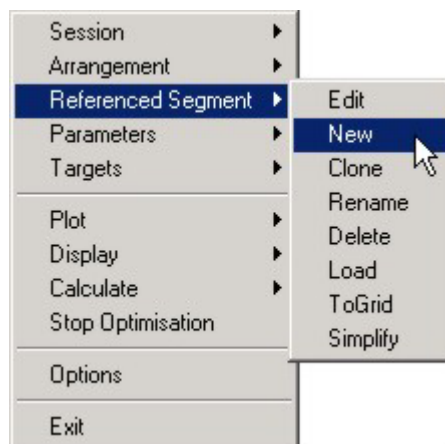 Session
Arrangement
Referenced Segment
Parameters
Targets
Plot
Display
Calculate
Stop Optimisation
Options
Exit
Edit
New
Clone
Rename
Delete
Load
ToGrid
Simplify